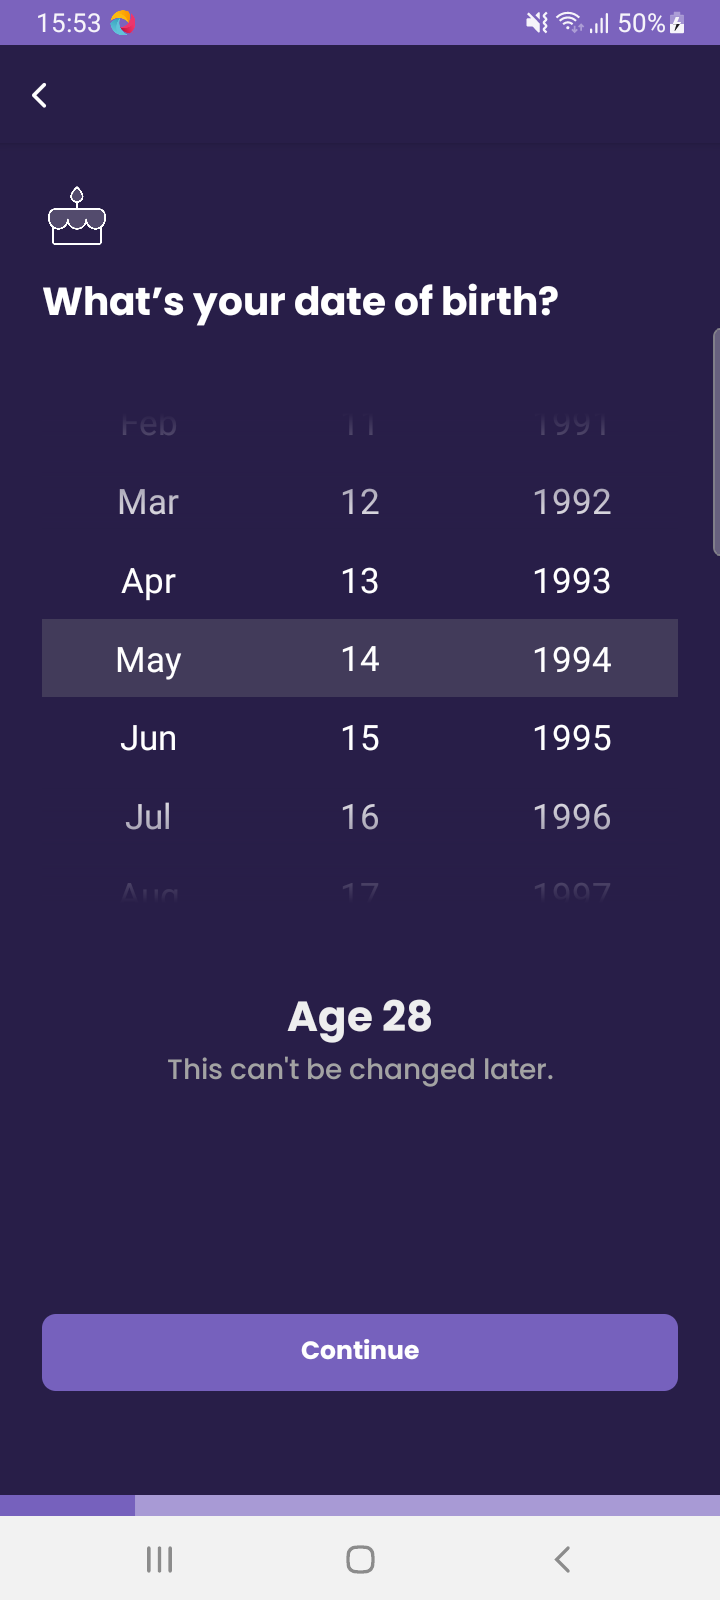 15:53 50%
What’s your date of birth?
Feb 11 1991
Mar 12 1992
Apr 13 1993
May 14 1994
Jun 15 1995
Jul 16 1996
Aug 17 1997
Age 28
This can't be changed later.
Continue